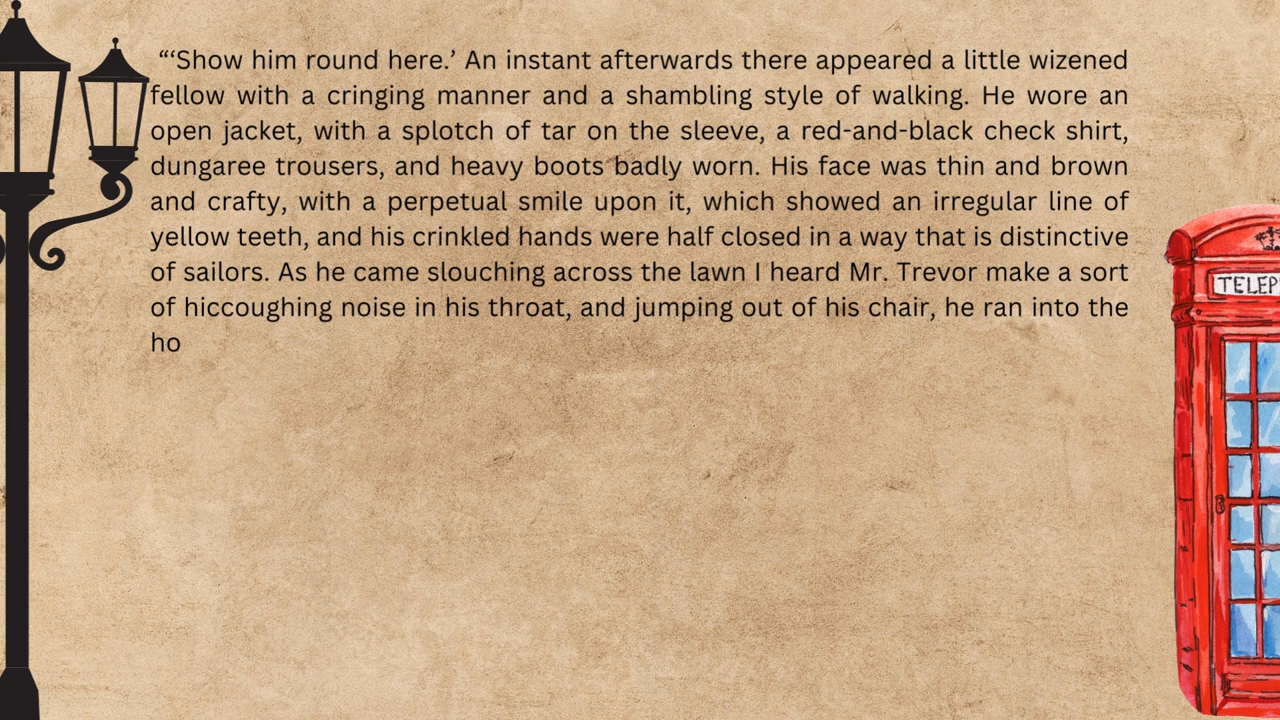 “‘Show him round here.’ An instant afterwards there appeared a little wizened
fellow with a cringing manner and a shambling style of walking. He wore an
open jacket, with a splotch of tar on the sleeve, a red-and-black check shirt,
dungaree trousers, and heavy boots badly worn. His face was thin and brown
and crafty, with a perpetual smile upon it, which showed an irregular line of
yellow teeth, and his crinkled hands were half closed in a way that is distinctive
of sailors. As he came slouching across the lawn I heard Mr. Trevor make a sort
of hiccoughing noise in his throat, and jumping out of his chair, he ran into the
ho
TELEP